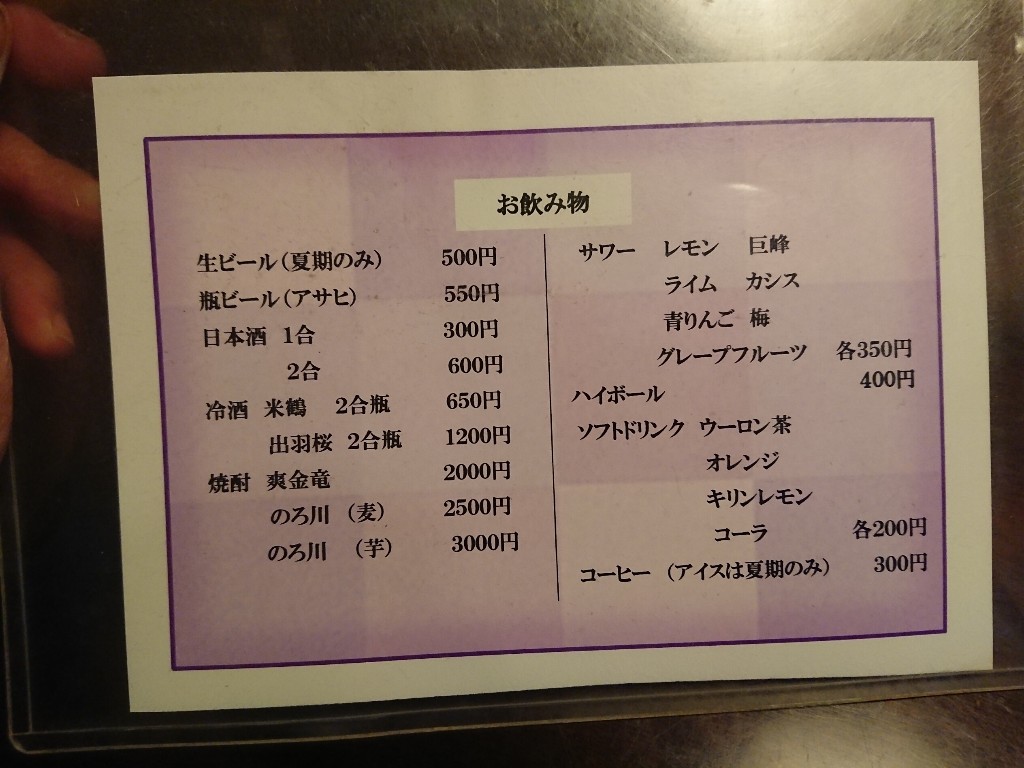 お飲み物
生ビール(夏期のみ) 500円
瓶ビール(アサヒ) 550円
日本酒 1合 300円
2合 600円
冷酒 米鶴 2合瓶 650円
出羽桜 2合瓶 1200円
焼酎 爽金竜 2000円
のろ川 (麦) 2500円
のろ川 (芋) 3000円
サワー レモン 巨峰
ライム カシス
青りんご 梅
グレープフルーツ 各350円
ハイボール 400円
ソフトドリンク ウーロン茶
オレンジ
キリンレモン
コーラ 各200円
コーヒー (アイスは夏期のみ) 300円